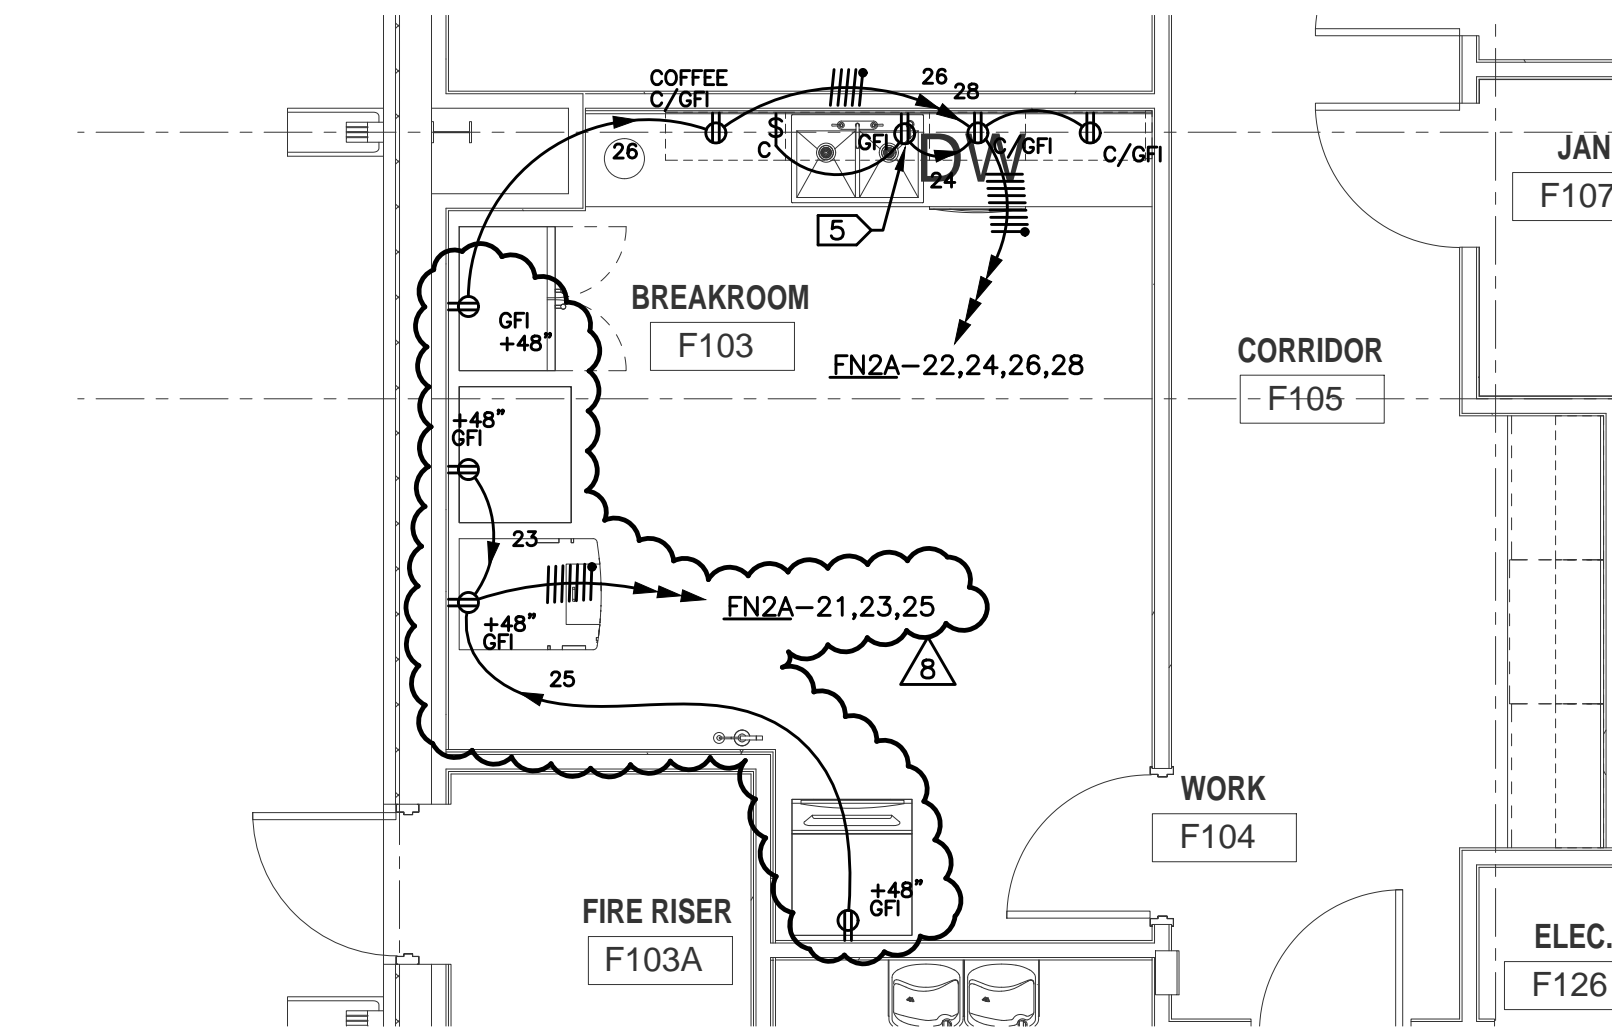 COFFEE
C/GFI
26
28
26
$
C
GFI
DW
C/GFI
C/GFI
24
5
JAN
F107
GFI
+48”
BREAKROOM
F103
FN2A-22,24,26,28
CORRIDOR
F105
+48”
GFI
23
FN2A-21,23,25
+48”
GFI
25
8
WORK
F104
+48”
GFI
FIRE RISER
F103A
ELEC.
F126